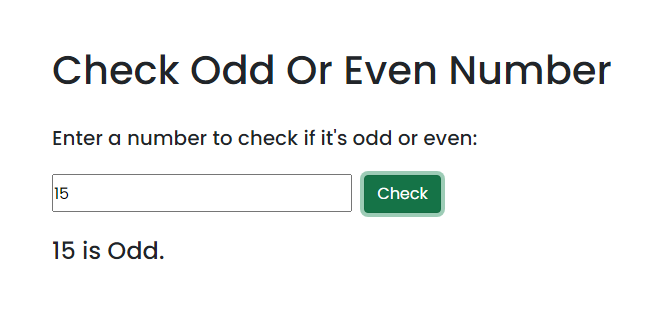 Check Odd Or Even Number
Enter a number to check if it's odd or even:
15
Check
15 is Odd.